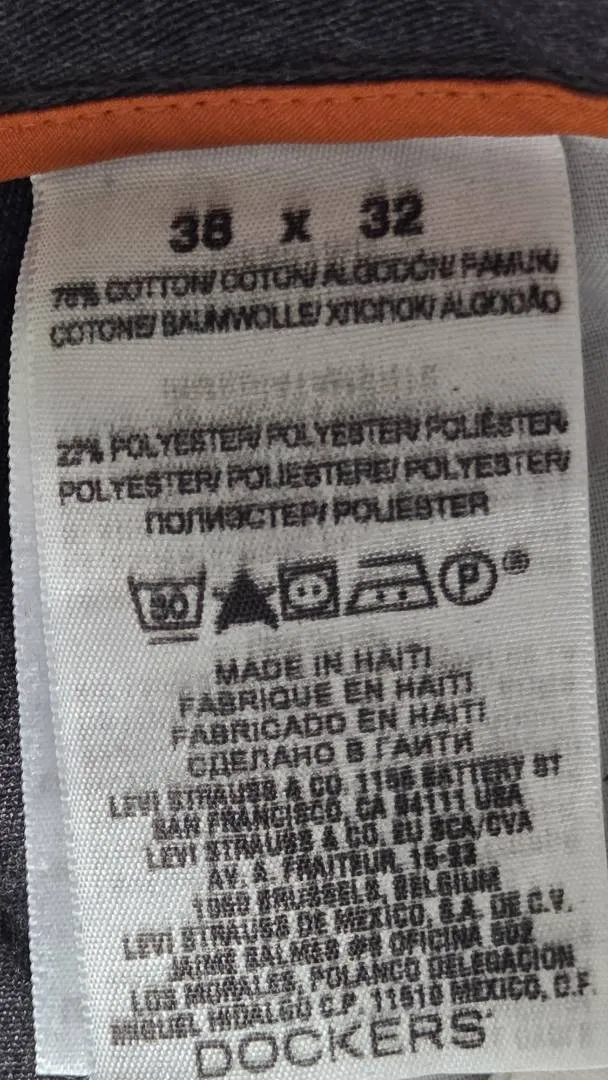 38 x 32
78% COTTON/ COTON/ ALGODÓN/ PAMUK/
COTONE/ BAUMWOLLE/ ХЛОПОК/ ALGODÃO
22% POLYESTER/ POLYESTER/ POLIÉSTER/
POLYESTER/ POLIESTERE/ POLYESTER/
ПОЛИЭСТЕР/ POLIÉSTER
30 P ®
MADE IN HAITI
FABRIQUE EN HAITI
FABRICADO EN HAITI
СДЕЛАНО В ГАИТИ
LEVI STRAUSS & CO. 1155 BATTERY ST
SAN FRANCISCO, CA 94111 USA
LEVI STRAUSS & CO. EU SCA/CVA
AV. A. FRAITEUR, 15-23
1050 BRUSSELS, BELGIUM
LEVI STRAUSS DE MEXICO, S.A. DE C.V.
JAIME BALMES #8 OFICINA 602
LOS MORALES, POLANCO DELEGACION
MIGUEL HIDALGO C.P. 11510 MEXICO, C.F.
DOCKERS